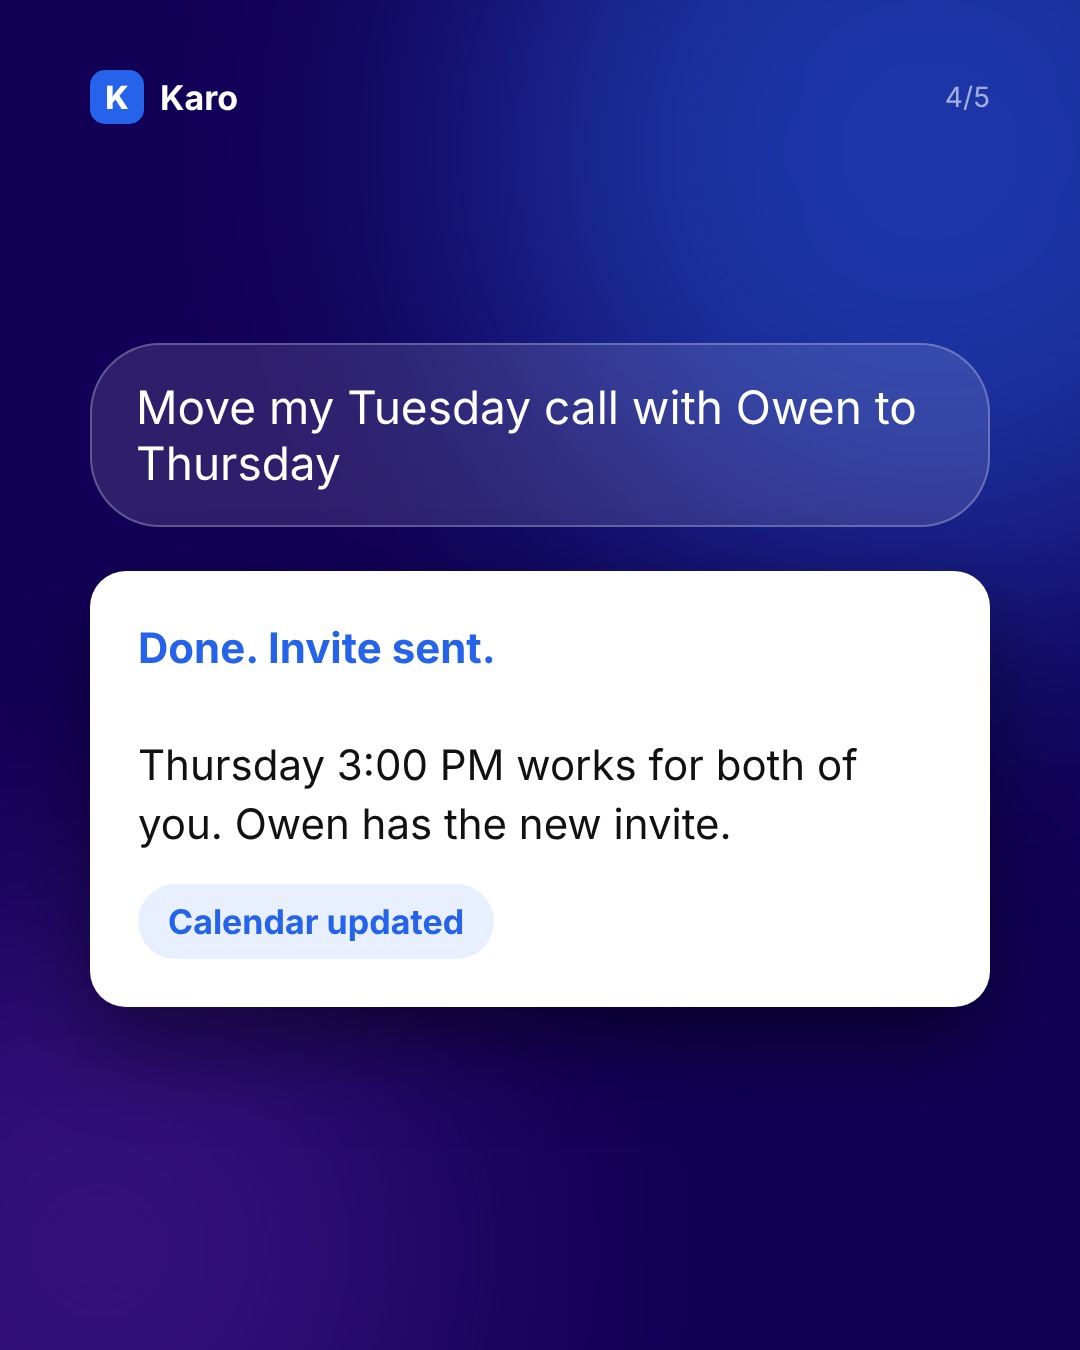 K Karo
4/5
Move my Tuesday call with Owen to
Thursday
Done. Invite sent.
Thursday 3:00 PM works for both of
you. Owen has the new invite.
Calendar updated